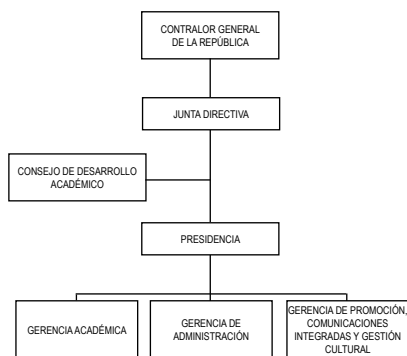 CONTRALOR GENERAL
DE LA REPÚBLICA
JUNTA DIRECTIVA
CONSEJO DE DESARROLLO
ACADÉMICO
PRESIDENCIA
GERENCIA ACADÉMICA
GERENCIA DE
ADMINISTRACIÓN
GERENCIA DE PROMOCIÓN,
COMUNICACIONES
INTEGRADAS Y GESTIÓN
CULTURAL